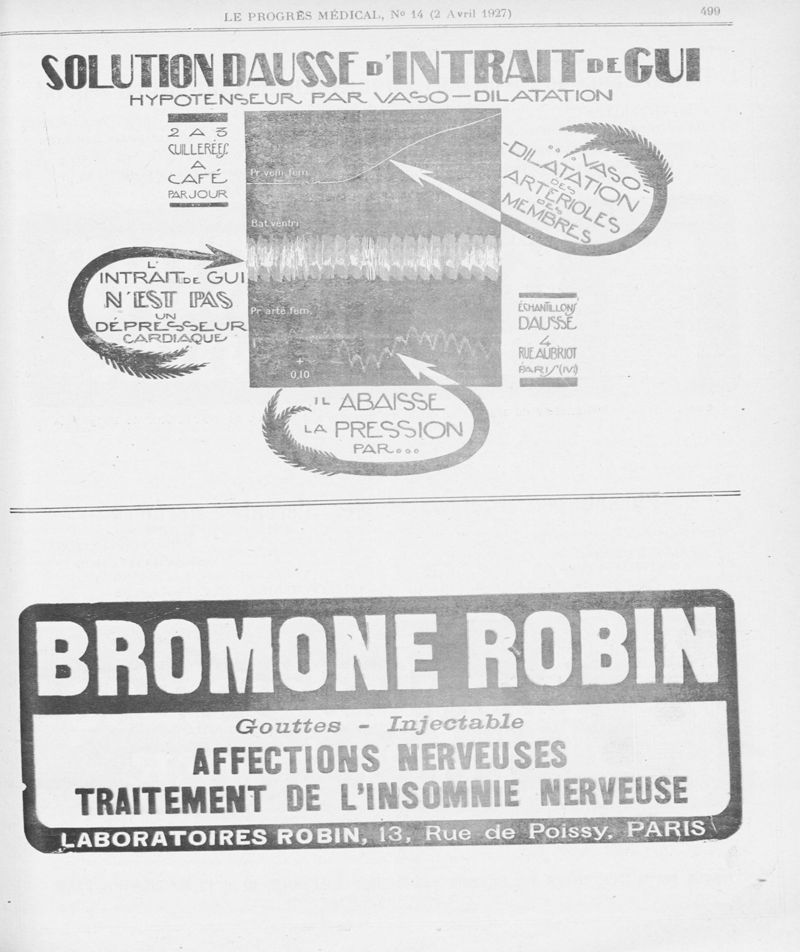 LE PROGRÈS MÉDICAL, No 14 (2 Avril 1927)
499
SOLUTION DAUSSE D'INTRAIT DE GUI
HYPOTENSEUR PAR VASO-DILATATION
2 A 3
CUILLERÉES
A
CAFÉ
PAR JOUR
Pr vein. fem.
Bat. ventri
Pr arté. fem.
+
0,10
... VASO-
-DILATATION
DES
ARTÉRIOLES
DES
MEMBRES
L'
INTRAIT DE GUI
N'EST PAS
UN
DÉPRESSEUR
CARDIAQUE
ÉCHANTILLONS
DAUSSE
4
RUE AUBRIOT
PARIS (IV)
IL ABAISSE
LA PRESSION
PAR...
BROMONE ROBIN
Gouttes - Injectable
AFFECTIONS NERVEUSES
TRAITEMENT DE L'INSOMNIE NERVEUSE
LABORATOIRES ROBIN, 13, Rue de Poissy, PARIS